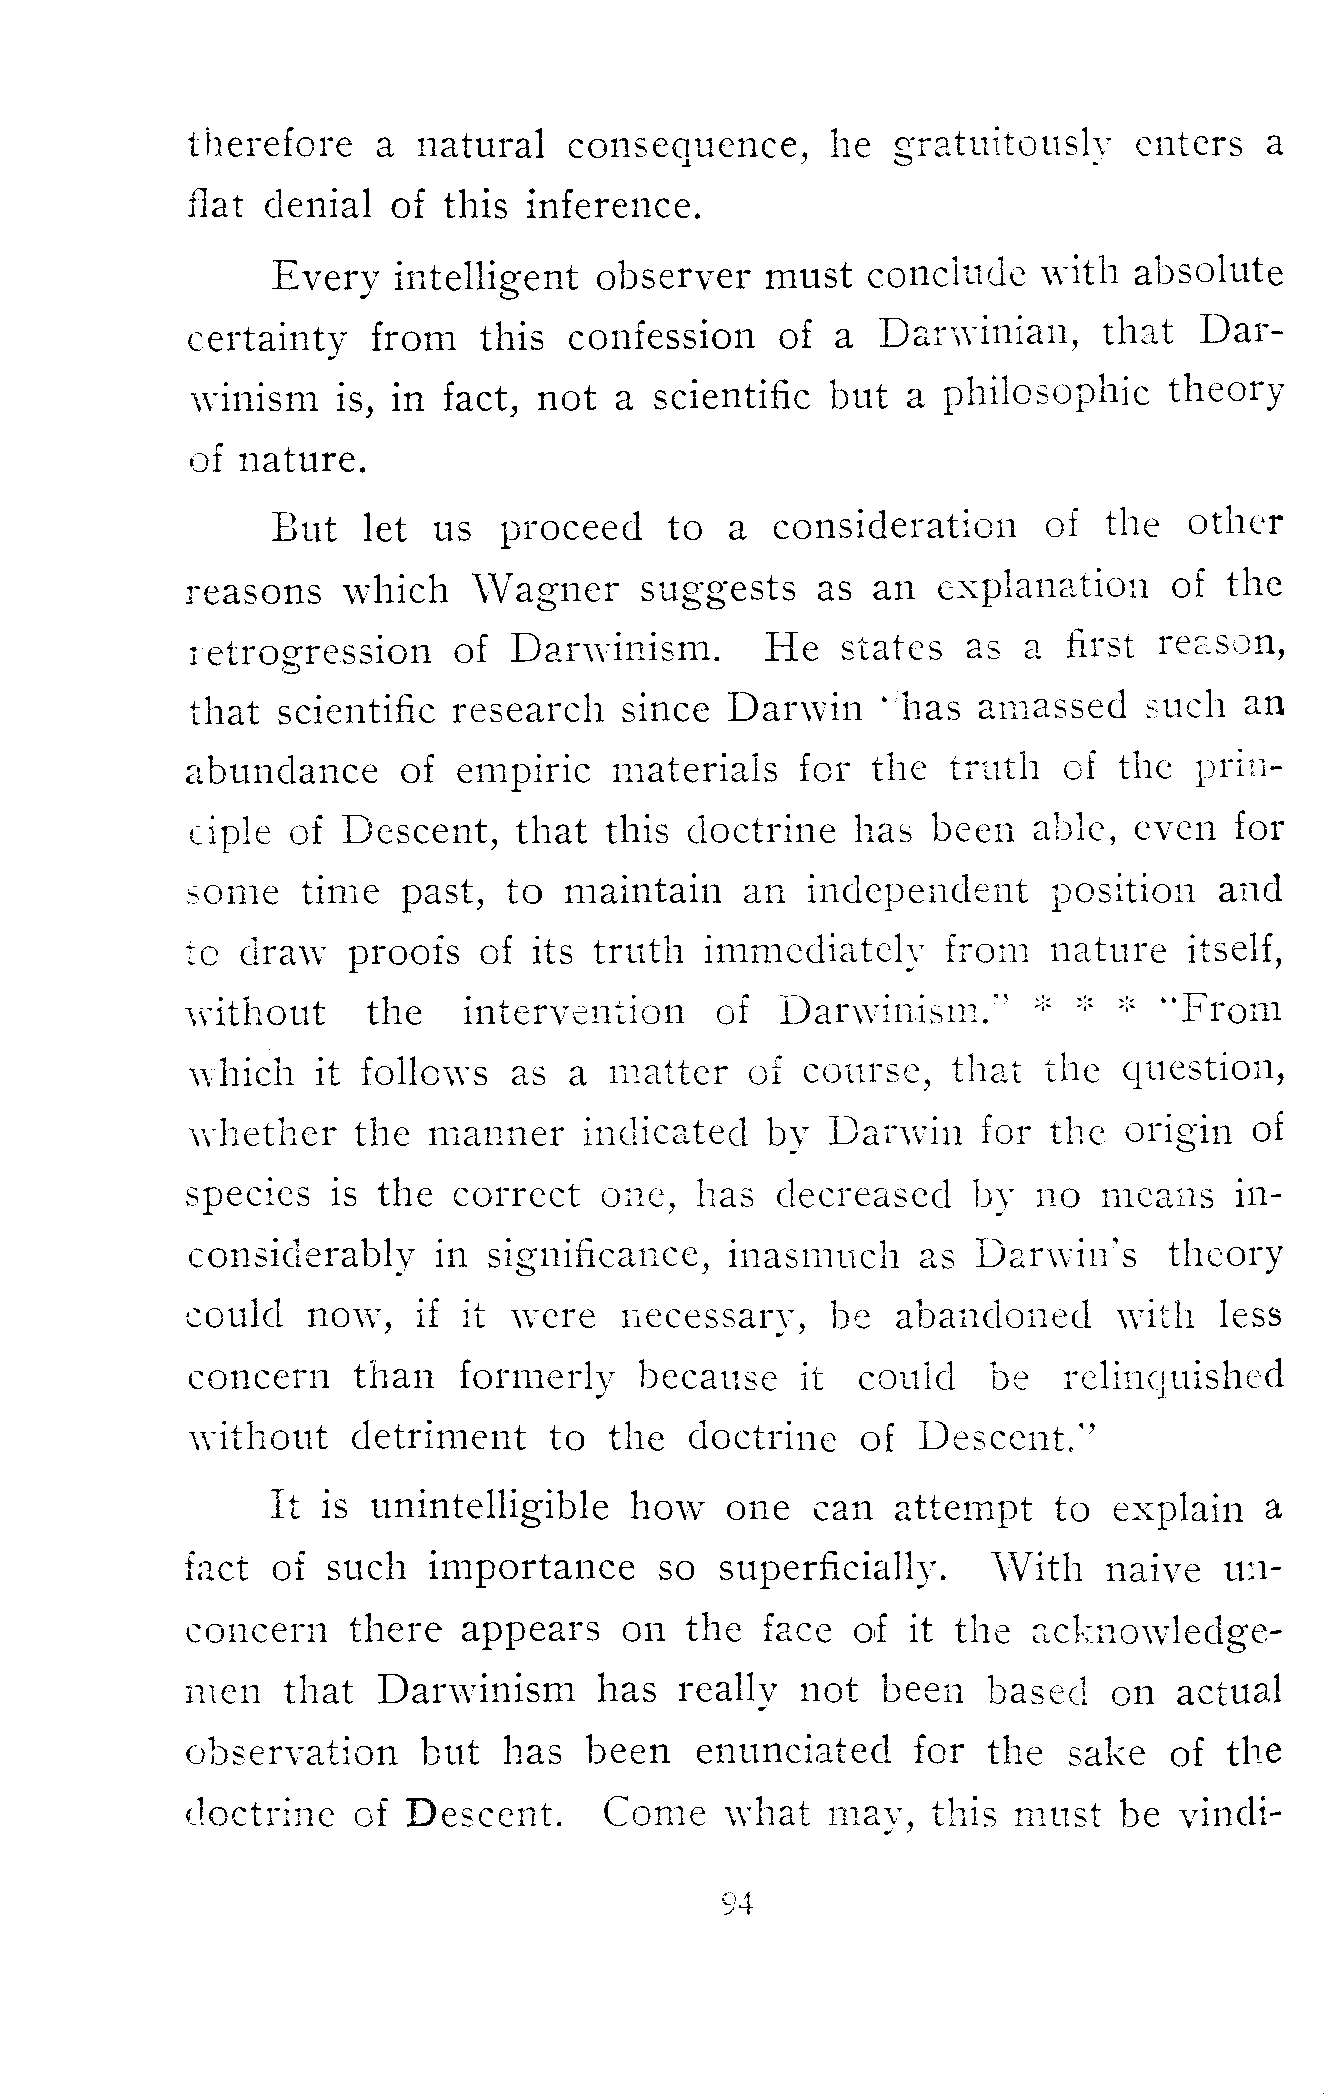 therefore a natural consequence, he gratuitously enters a
flat denial of this inference.
Every intelligent observer must conclude with absolute
certainty from this confession of a Darwinian, that Dar-
winism is, in fact, not a scientific but a philosophic theory
of nature.
But let us proceed to a consideration of the other
reasons which Wagner suggests as an explanation of the
retrogression of Darwinism. He states as a first reason,
that scientific research since Darwin "has amassed such an
abundance of empiric materials for the truth of the prin-
ciple of Descent, that this doctrine has been able, even for
some time past, to maintain an independent position and
to draw proofs of its truth immediately from nature itself,
without the intervention of Darwinism." * * * "From
which it follows as a matter of course, that the question,
whether the manner indicated by Darwin for the origin of
species is the correct one, has decreased by no means in-
considerably in significance, inasmuch as Darwin's theory
could now, if it were necessary, be abandoned with less
concern than formerly because it could be relinquished
without detriment to the doctrine of Descent."
It is unintelligible how one can attempt to explain a
fact of such importance so superficially. With naive un-
concern there appears on the face of it the acknowledge-
men that Darwinism has really not been based on actual
observation but has been enunciated for the sake of the
doctrine of Descent. Come what may, this must be vindi-
94